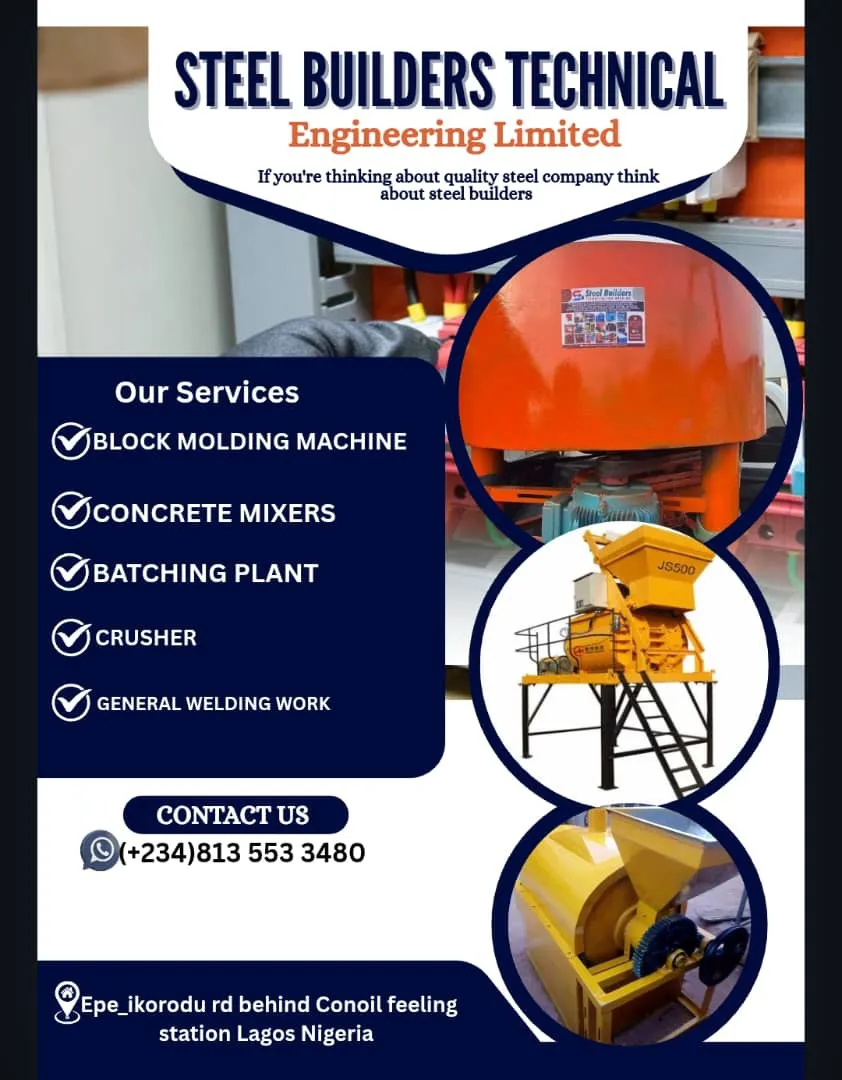 STEEL BUILDERS TECHNICAL
Engineering Limited
If you're thinking about quality steel company think
about steel builders
Steel Builders
Our Services
BLOCK MOLDING MACHINE
CONCRETE MIXERS
BATCHING PLANT
CRUSHER
GENERAL WELDING WORK
JS500
CONTACT US
(+234)813 553 3480
Epe_ikorodu rd behind Conoil feeling
station Lagos Nigeria